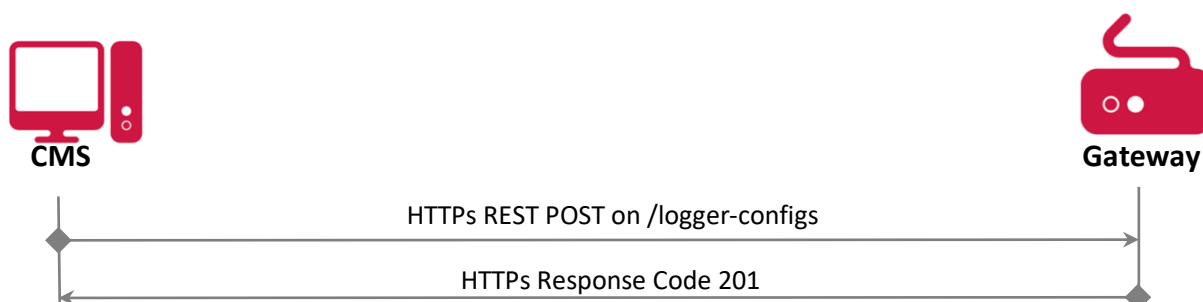 CMS
Gateway
HTTPs REST POST on /logger-configs
HTTPs Response Code 201